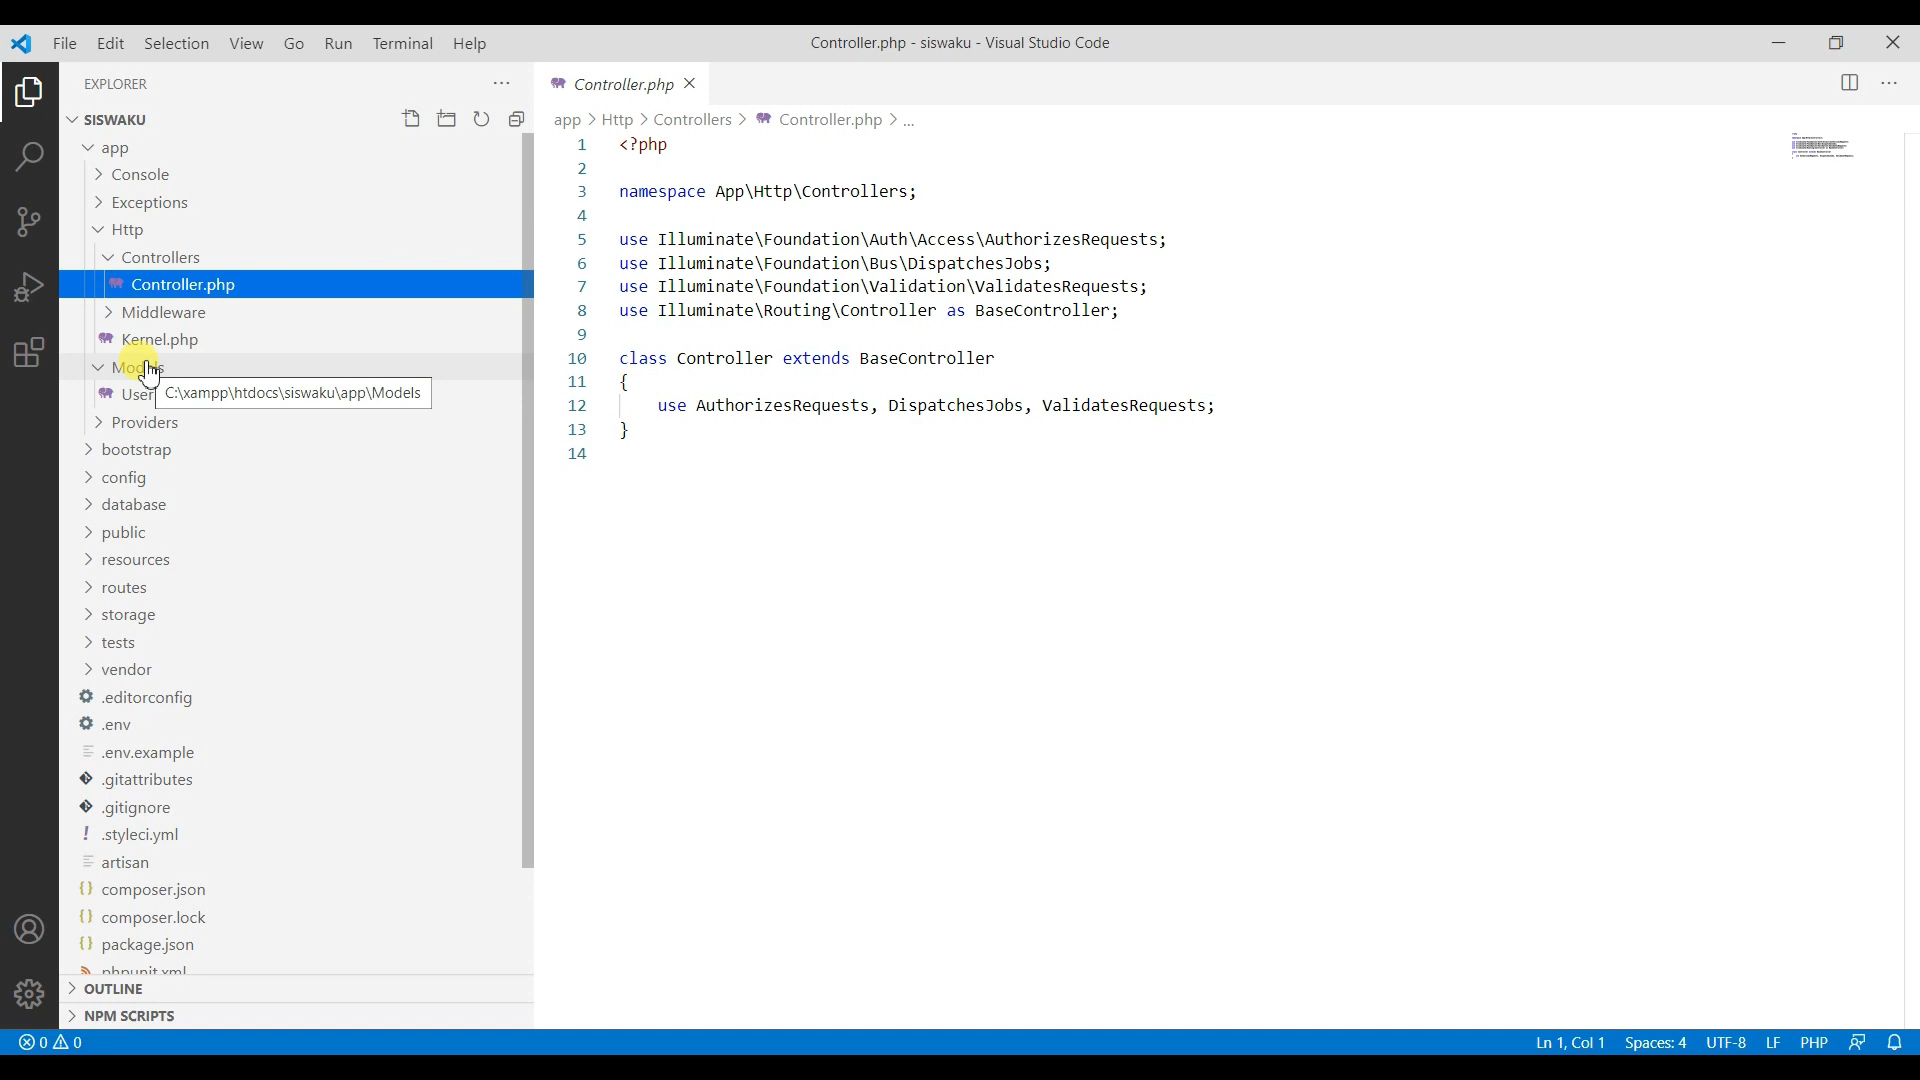 File Edit Selection View Go Run Terminal Help
Controller.php - siswaku - Visual Studio Code
EXPLORER
SISWAKU
app
Console
Exceptions
Http
Controllers
Controller.php
Middleware
Kernel.php
Models
User
C:\xampp\htdocs\siswaku\app\Models
Providers
bootstrap
config
database
public
resources
routes
storage
tests
vendor
.editorconfig
.env
.env.example
.gitattributes
.gitignore
.styleci.yml
artisan
composer.json
composer.lock
package.json
phpunit.xml
OUTLINE
NPM SCRIPTS
Controller.php
app > Http > Controllers > Controller.php > ...
1 <?php
2
3 namespace App\Http\Controllers;
4
5 use Illuminate\Foundation\Auth\Access\AuthorizesRequests;
6 use Illuminate\Foundation\Bus\DispatchesJobs;
7 use Illuminate\Foundation\Validation\ValidatesRequests;
8 use Illuminate\Routing\Controller as BaseController;
9
10 class Controller extends BaseController
11 {
12 use AuthorizesRequests, DispatchesJobs, ValidatesRequests;
13 }
14
0 0
Ln 1, Col 1 Spaces: 4 UTF-8 LF PHP